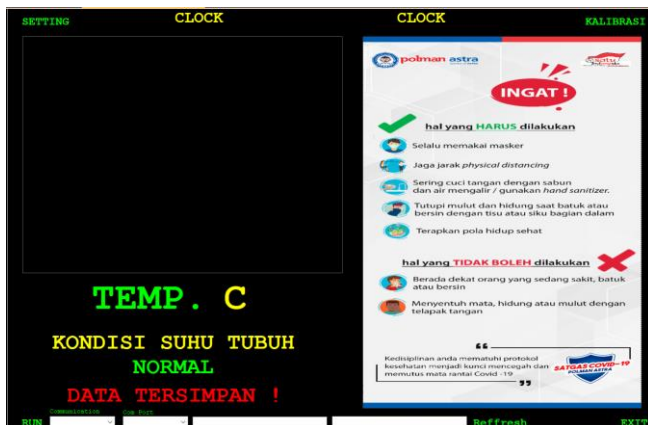 SETTING
CLOCK
CLOCK
KALIBRASI
polman astra
INGAT !
hal yang HARUS dilakukan
Selalu memakai masker
Jaga jarak physical distancing
Sering cuci tangan dengan sabun
dan air mengalir / gunakan hand sanitizer.
Tutupi mulut dan hidung saat batuk atau
bersin dengan tisu atau siku bagian dalam
Terapkan pola hidup sehat
hal yang TIDAK BOLEH dilakukan
Berada dekat orang yang sedang sakit, batuk
atau bersin
Menyentuh mata, hidung atau mulut dengan
telapak tangan
Kedisiplinan anda mematuhi protokol
kesehatan menjadi kunci mencegah dan
memutus mata rantai Covid -19
SATGAS COVID-19
POLMAN ASTRA
TEMP. C
KONDISI SUHU TUBUH
NORMAL
DATA TERSIMPAN !
Communication
Com Port
RUN
Reffresh
EXIT